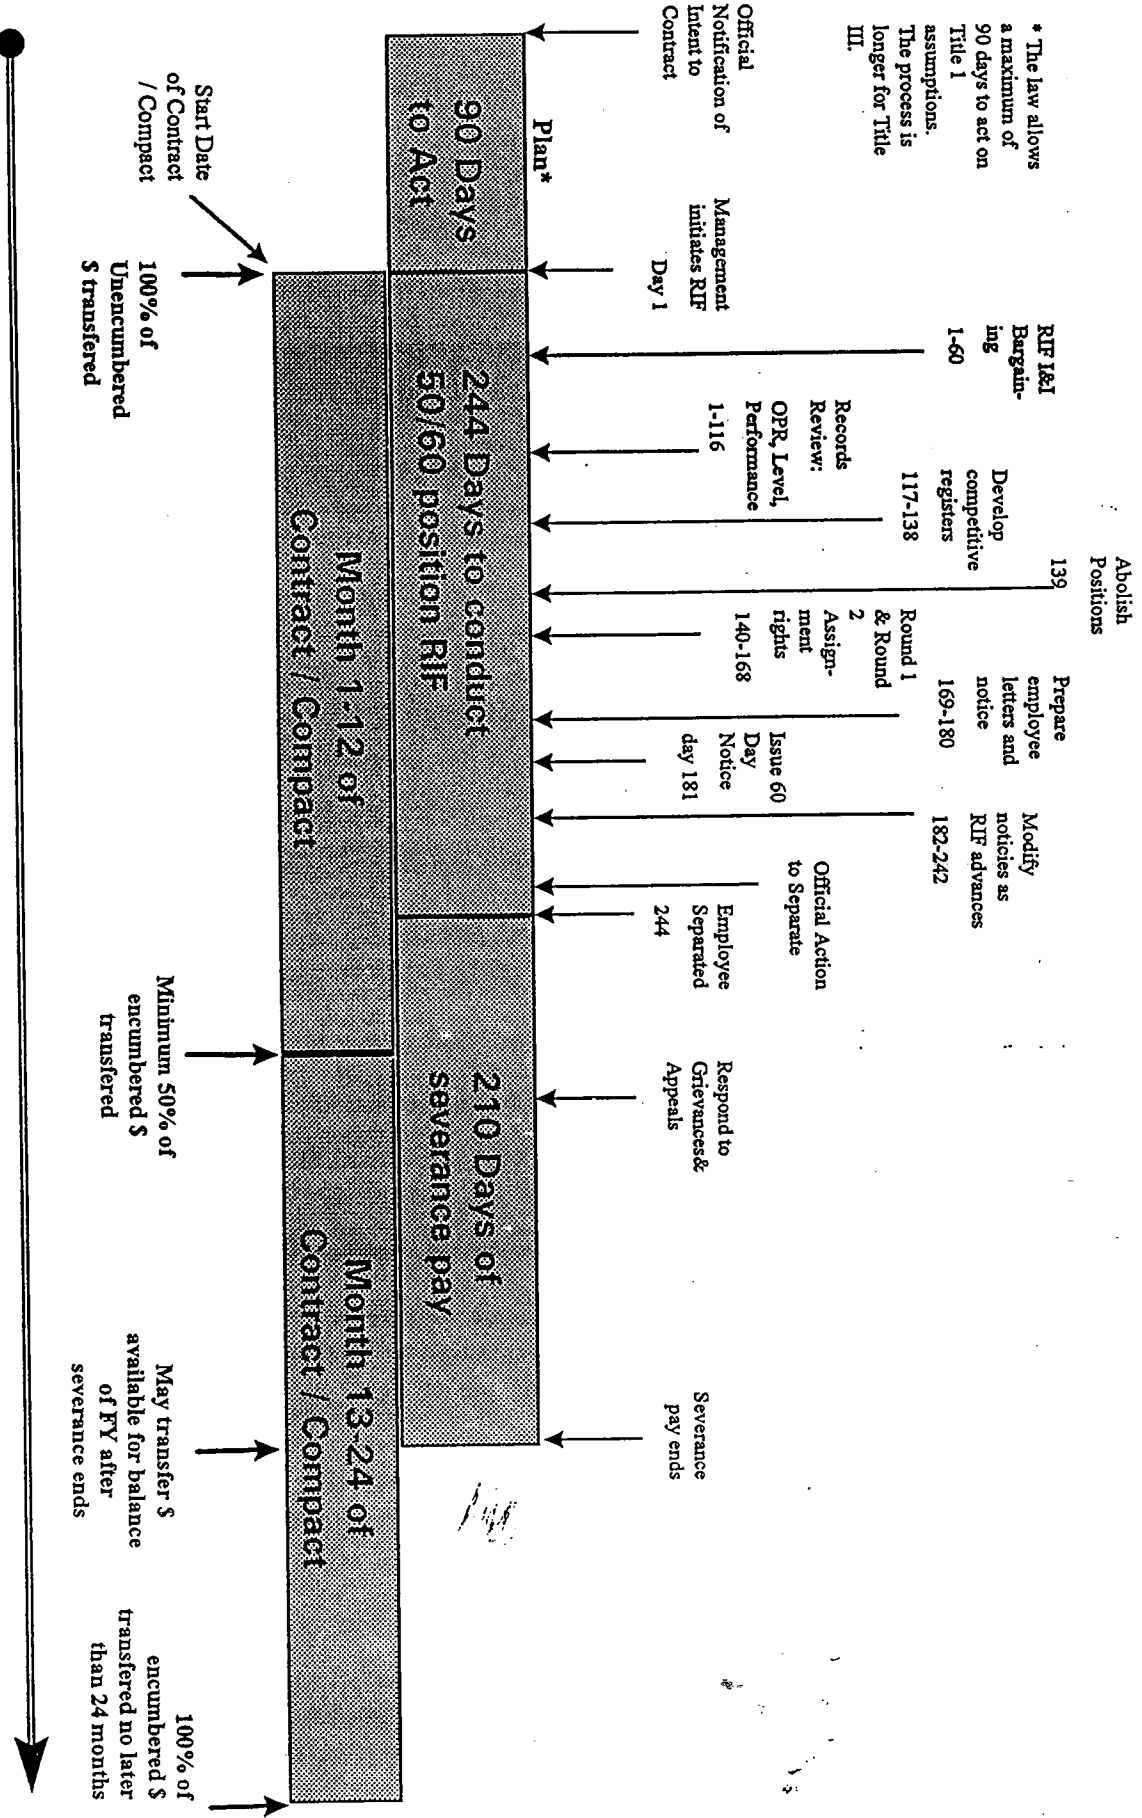 * The law allows
a maximum of
90 days to act on
Title 1
assumptions.
The process is
longer for Title
III.
Official
Notification of
Intent to
Contract
Plan*
Management
initiates RIF
Day 1
RIF I&I
Bargain-
ing
1-60
Records
Review:
OPR, Level,
Performance
1-116
Develop
competitive
registers
117-138
Abolish
Positions
139
Round 1
& Round
2
Assign-
ment
rights
140-168
Prepare
employee
letters and
notice
169-180
Issue 60
Day
Notice
day 181
Modify
noticies as
RIF advances
182-242
Official Action
to Separate
Employee
Separated
244
Respond to
Grievances&
Appeals
Severance
pay ends
90 Days
to Act
244 Days to conduct
50/60 position RIF
210 Days of
severance pay
Month 1-12 of
Contract / Compact
Month 13-24 of
Contract / Compact
Start Date
of Contract
/ Compact
100% of
Unencumbered
$ transfered
Minimum 50% of
encumbered $
transfered
May transfer $
available for balance
of FY after
severance ends
100% of
encumbered $
transfered no later
than 24 months